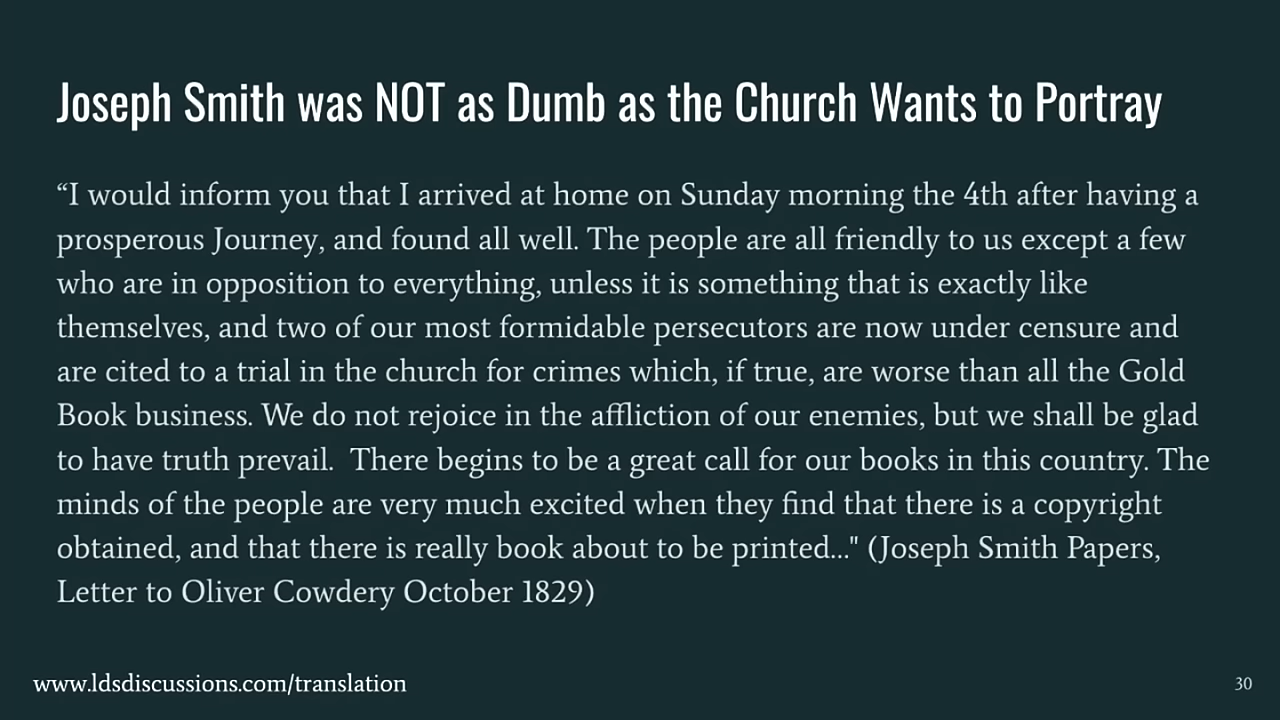 Joseph Smith was NOT as Dumb as the Church Wants to Portray
“I would inform you that I arrived at home on Sunday morning the 4th after having a
prosperous Journey, and found all well. The people are all friendly to us except a few
who are in opposition to everything, unless it is something that is exactly like
themselves, and two of our most formidable persecutors are now under censure and
are cited to a trial in the church for crimes which, if true, are worse than all the Gold
Book business. We do not rejoice in the affliction of our enemies, but we shall be glad
to have truth prevail.  There begins to be a great call for our books in this country. The
minds of the people are very much excited when they find that there is a copyright
obtained, and that there is really book about to be printed..." (Joseph Smith Papers,
Letter to Oliver Cowdery October 1829)
www.ldsdiscussions.com/translation
30